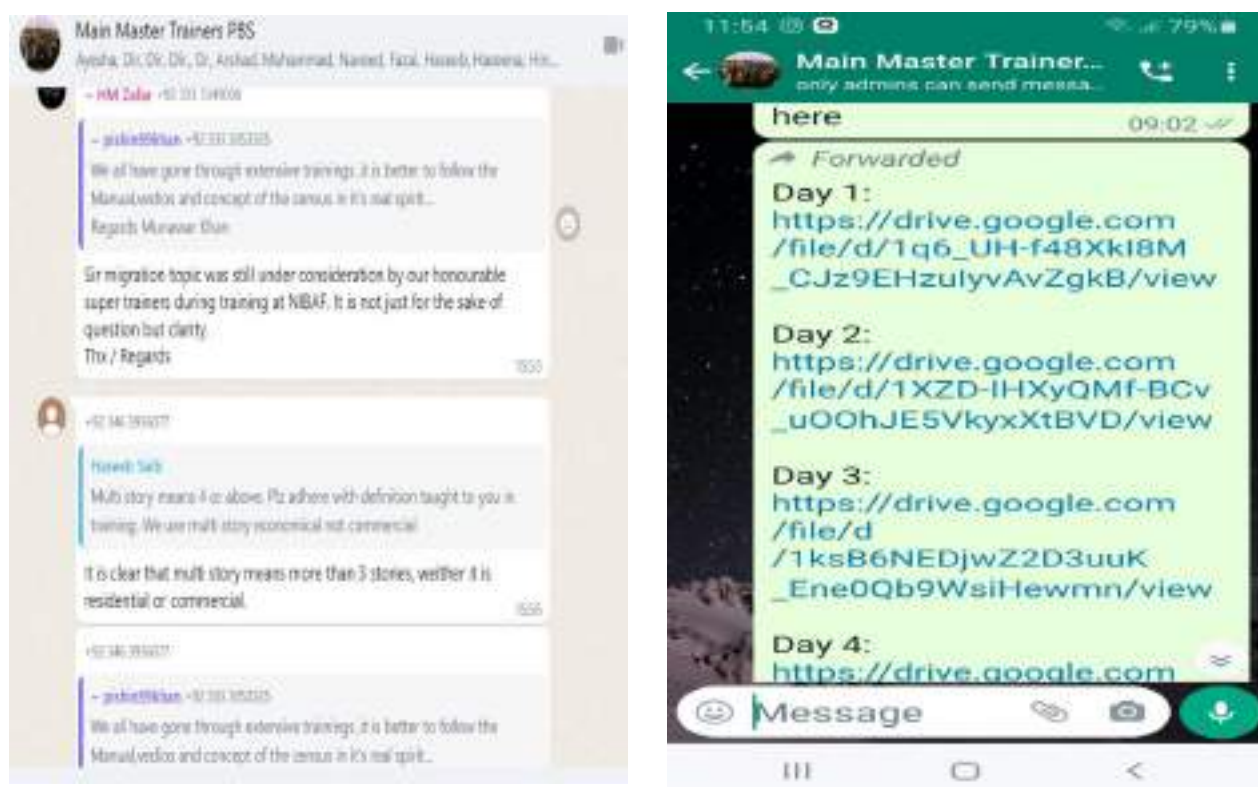 Main Master Trainers PBS
Ayesha, Dir, Dir, Dir, Dr, Arshad, Muhammad, Naveed, Fazal, Haseeb, Haseena, Hin...
~ HM Zafar +92
We all have gone through extensive trainings, it is better to follow the
Manual,vedios and concept of the census in it's real spirit...
Regards Munawar Khan
Sir migration topic was still under consideration by our honourable
super trainers during training at NIBAF. It is not just for the sake of
question but clarity.
Thx / Regards
Haseeb Saib
Multi story means 4 or above. Plz adhere with definition taught to you in
training. We use multi story economical not commercial
It is clear that multi story means more than 3 stories, weither it is
residential or commercial.
We all have gone through extensive trainings, it is better to follow the
Manual,vedios and concept of the census in it's real spirit...
11:54 79%
Main Master Trainer...
only admins can send messa...
here
09:02
Forwarded
Day 1:
https://drive.google.com
/file/d/1q6_UH-f48XkI8M
_CJz9EHzuIyvAvZgkB/view
Day 2:
https://drive.google.com
/file/d/1XZD-IHXyQMf-BCv
_uOOhJE5VkyxXtBVD/view
Day 3:
https://drive.google.com
/file/d
/1ksB6NEDjwZ2D3uuK
_Ene0Qb9WsiHewmn/view
Day 4:
https://drive.google.com
Message